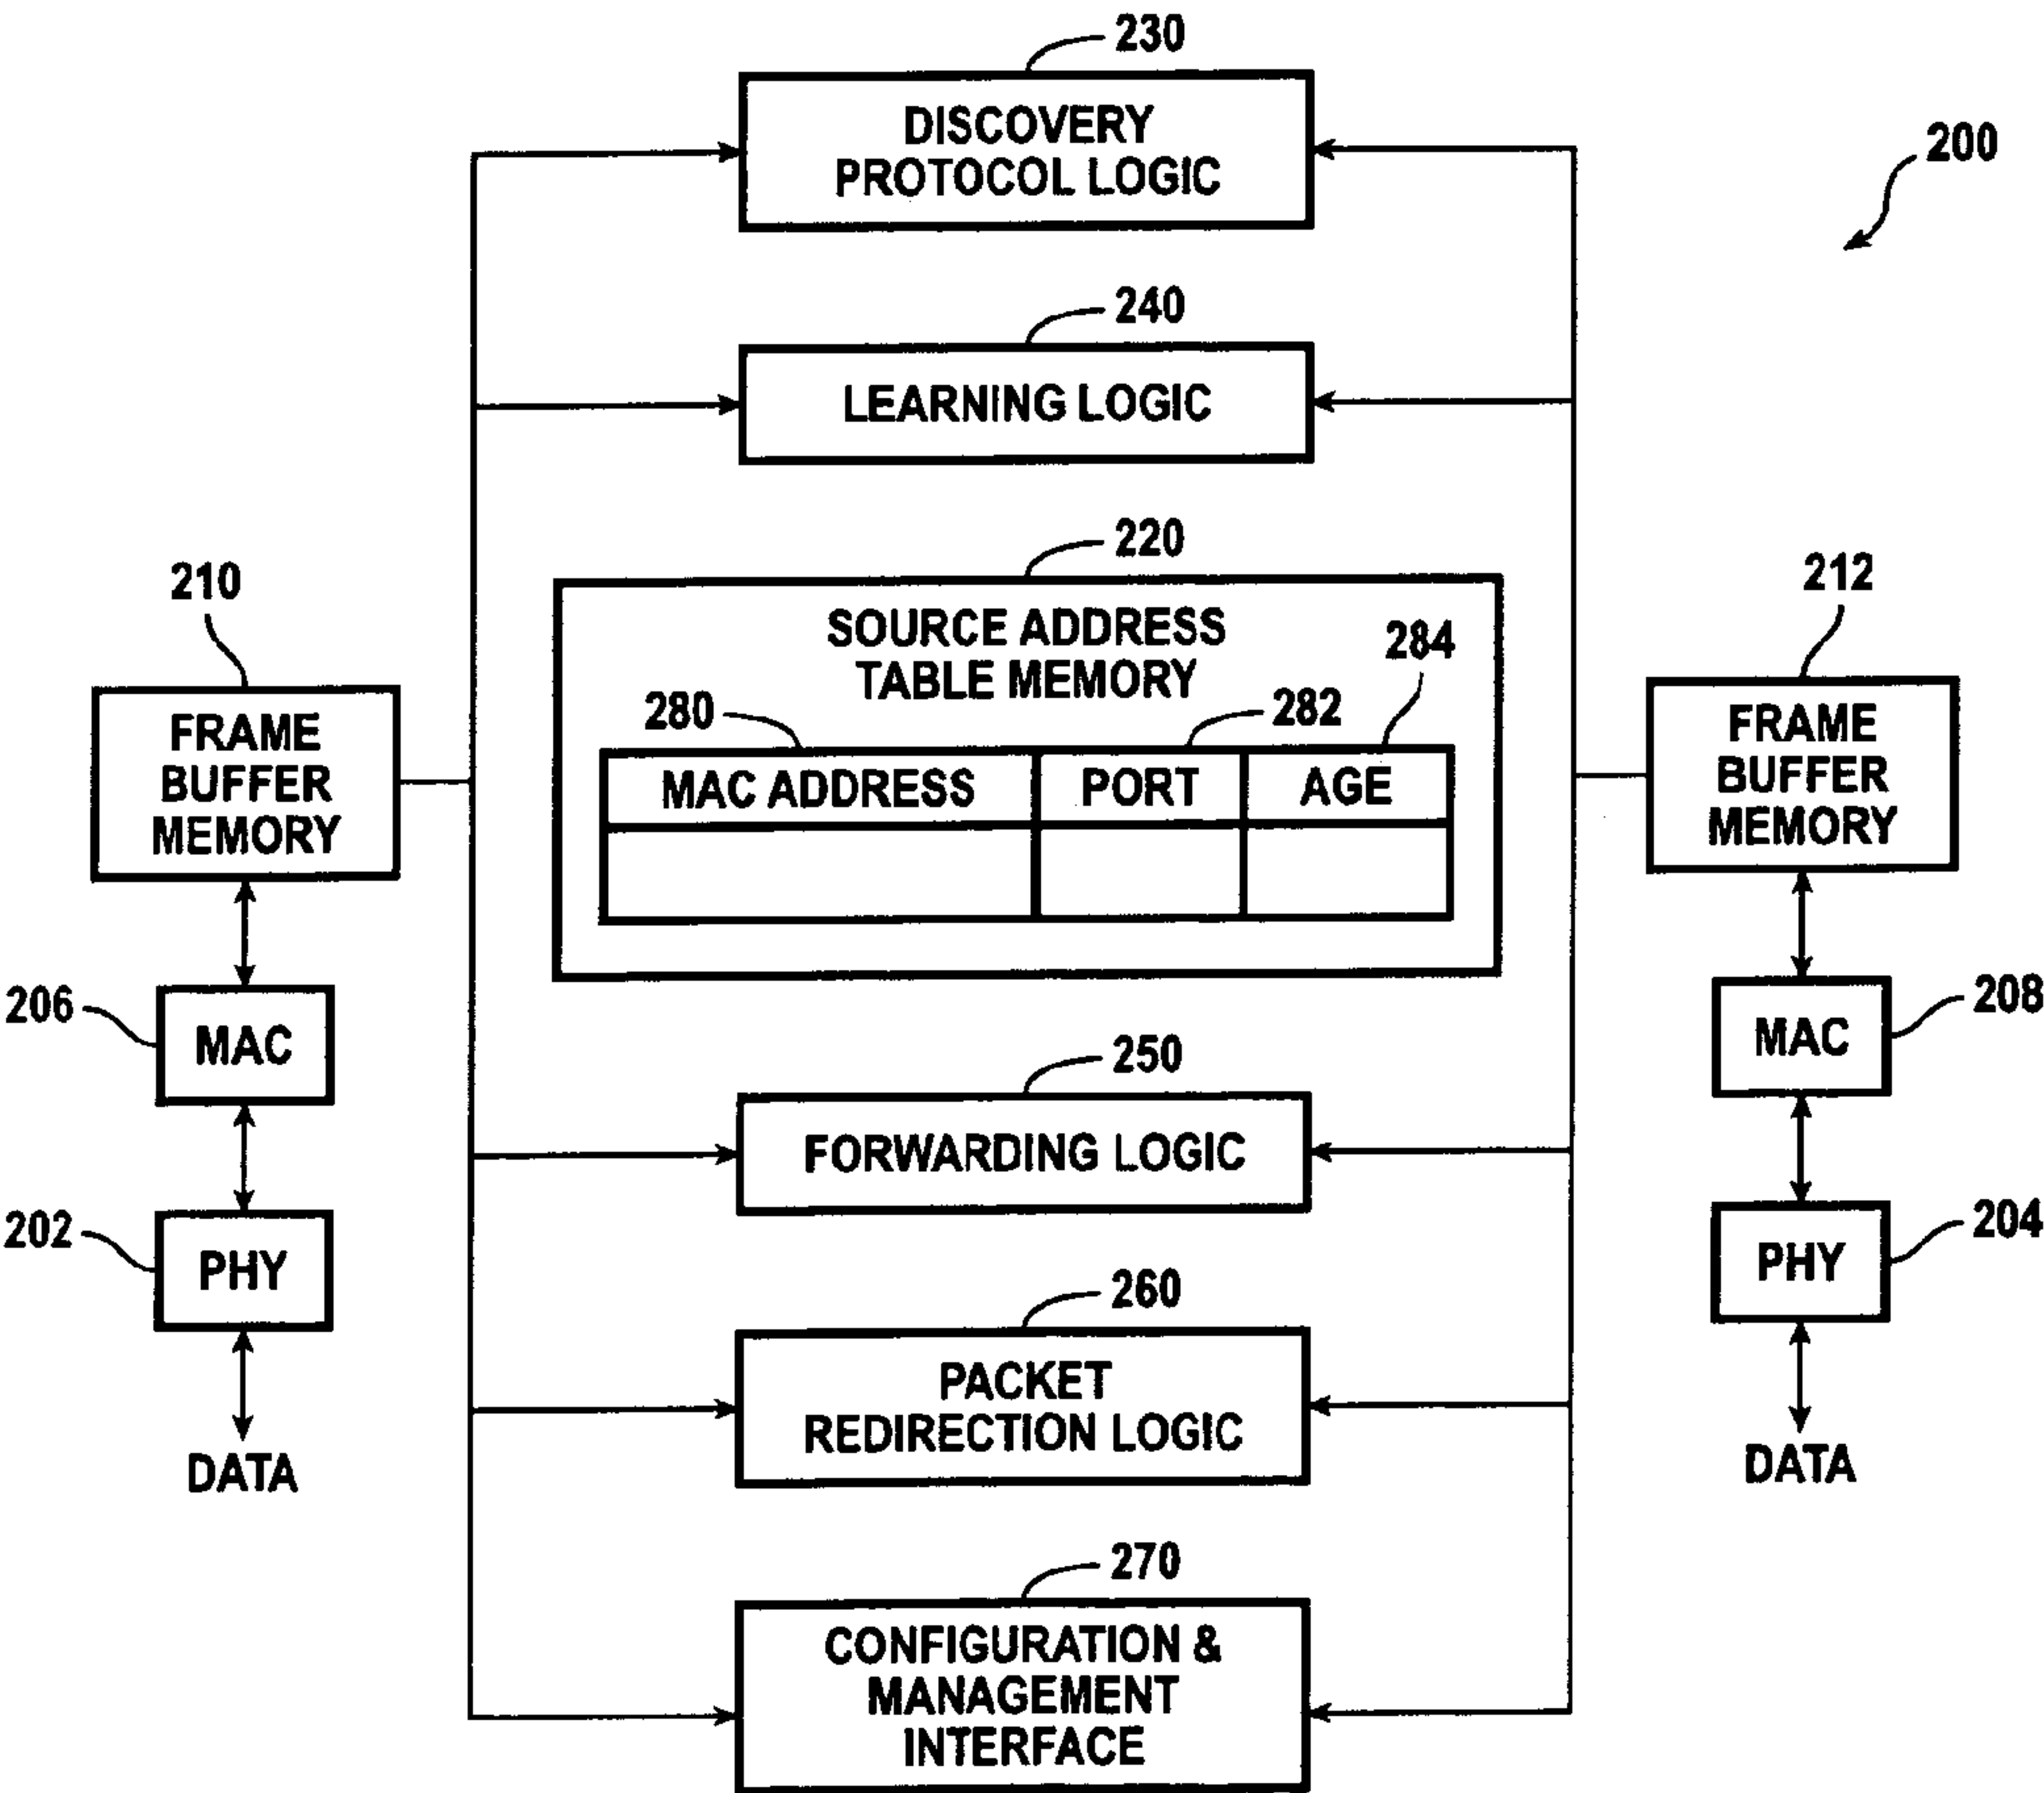 230
DISCOVERY
PROTOCOL LOGIC
200
240
LEARNING LOGIC
220
SOURCE ADDRESS
TABLE MEMORY
280
282
284
MAC ADDRESS
PORT
AGE
210
FRAME
BUFFER
MEMORY
212
FRAME
BUFFER
MEMORY
206
MAC
208
MAC
202
PHY
204
PHY
DATA
DATA
250
FORWARDING LOGIC
260
PACKET
REDIRECTION LOGIC
270
CONFIGURATION &
MANAGEMENT
INTERFACE